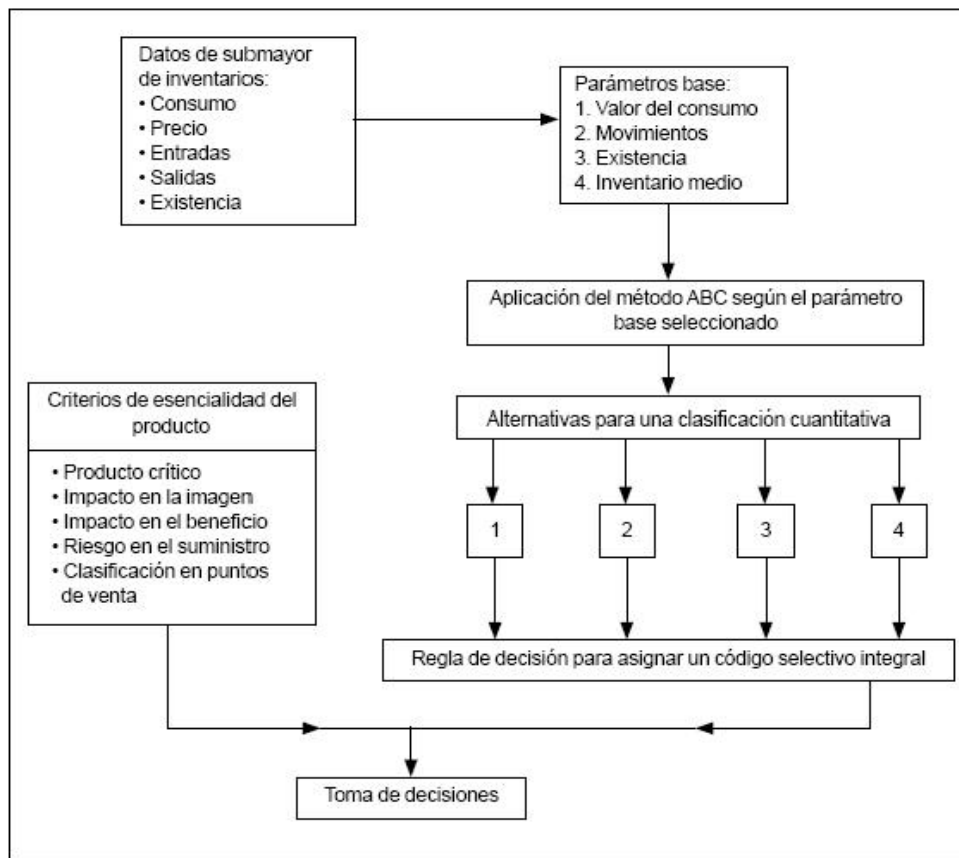 Datos de submayor
de inventarios:
• Consumo
• Precio
• Entradas
• Salidas
• Existencia
Parámetros base:
1. Valor del consumo
2. Movimientos
3. Existencia
4. Inventario medio
Aplicación del método ABC según el parámetro
base seleccionado
Alternativas para una clasificación cuantitativa
1
2
3
4
Regla de decisión para asignar un código selectivo integral
Criterios de esencialidad del
producto
• Producto crítico
• Impacto en la imagen
• Impacto en el beneficio
• Riesgo en el suministro
• Clasificación en puntos
de venta
Toma de decisiones